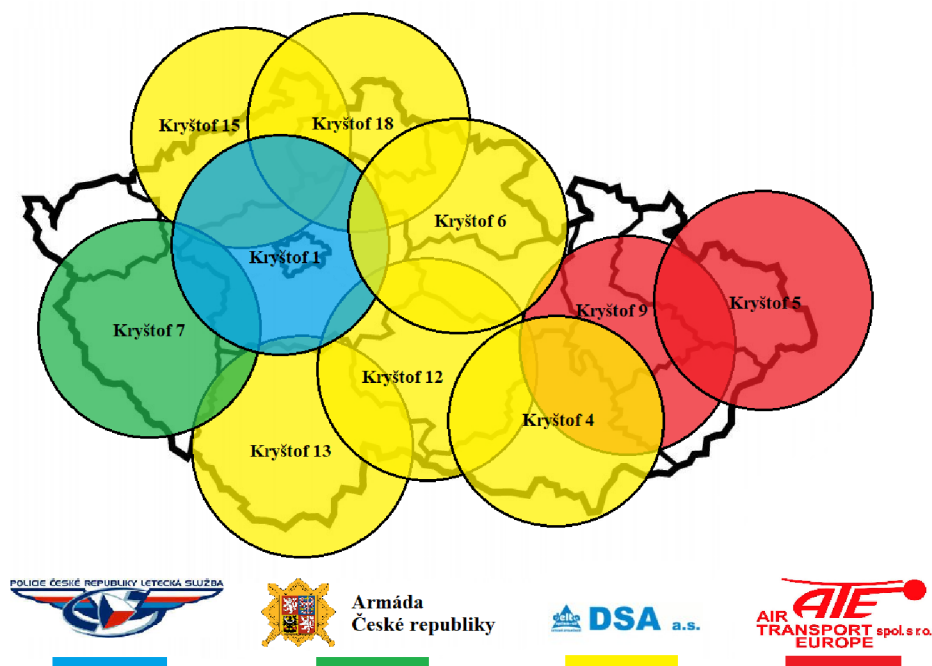 Kryštof 15
Kryštof 18
Kryštof 6
Kryštof 1
Kryštof 7
Kryštof 9
Kryštof 5
Kryštof 12
Kryštof 4
Kryštof 13
POLICIE ČESKÉ REPUBLIKY LETECKÁ SLUŽBA
Armáda
České republiky
DSA a.s.
ATE
AIR
TRANSPORT spol. s r.o.
EUROPE